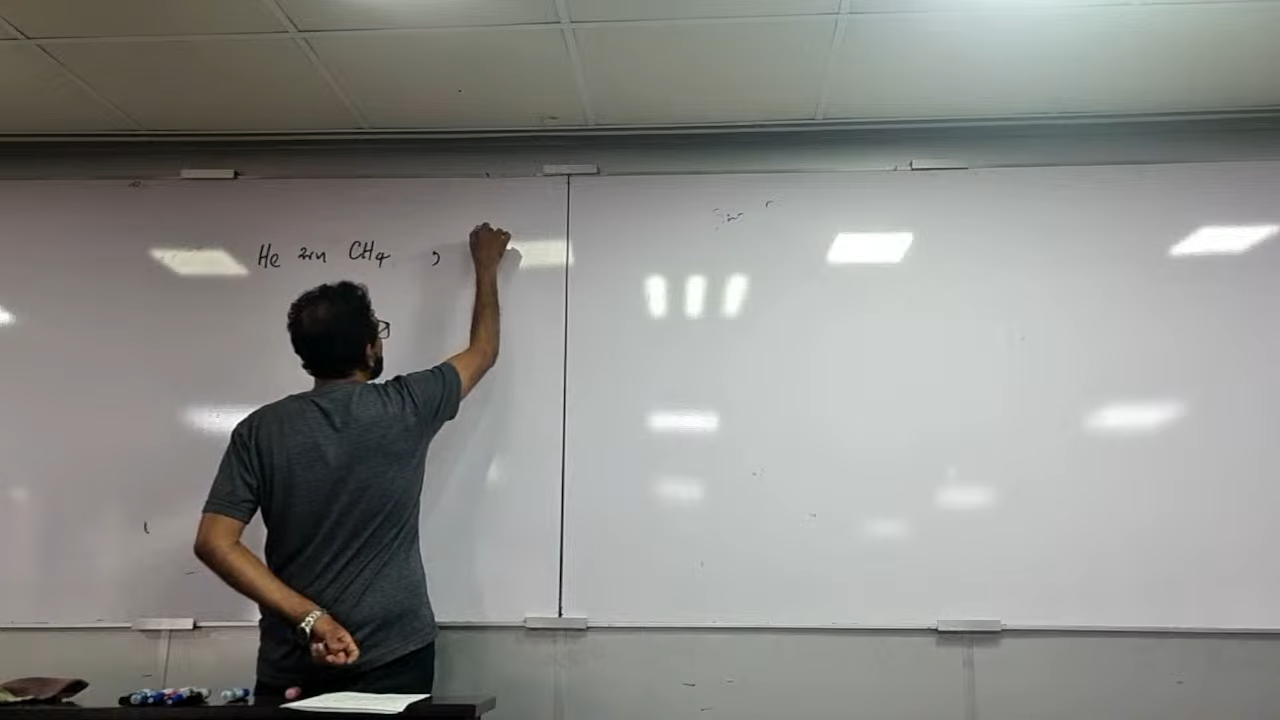 He CH₄ ,